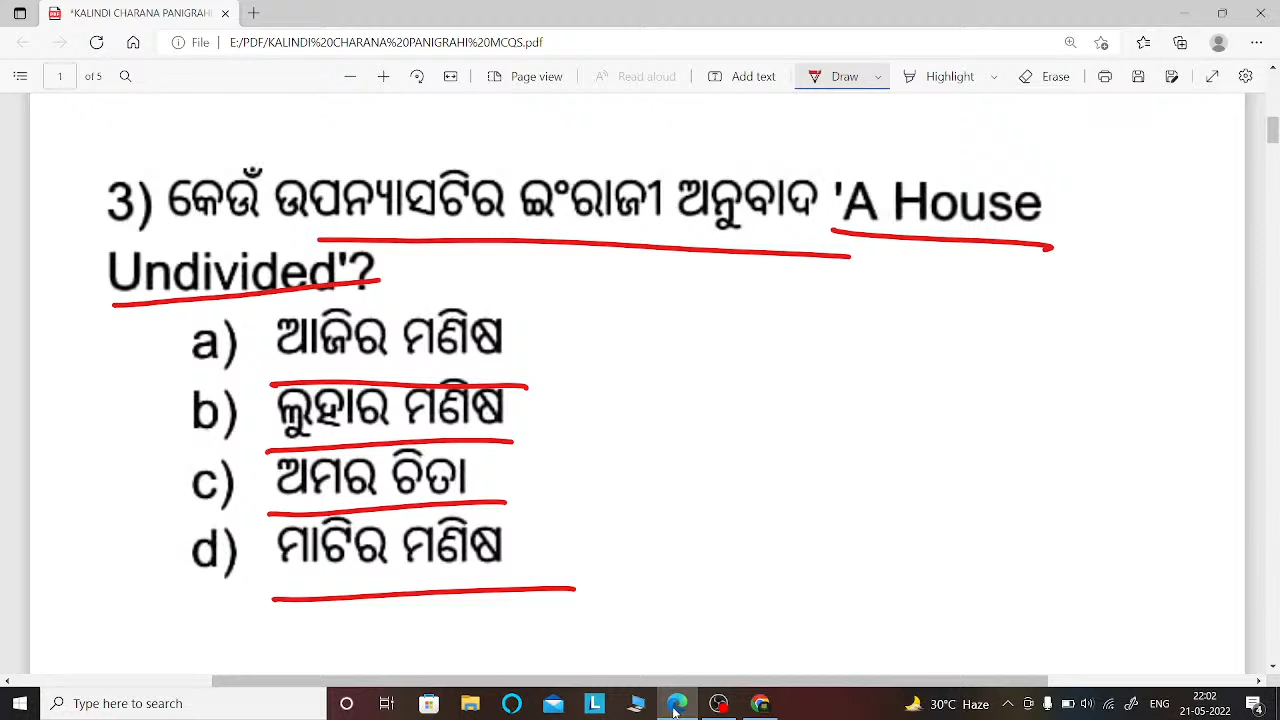 *KALINDI CHARANA PANIGRAHI
File E:/PDF/KALINDI%20CHARANA%20PANIGRAHI%20MCQS.pdf
1 of 5 Page view Read aloud Add text Draw Highlight Erase
3) କେଉଁ ଉପନ୍ୟାସଟିର ଇଂରାଜୀ ଅନୁବାଦ 'A House
Undivided'?
a) ଆଜିର ମଣିଷ
b) ଲୁହାର ମଣିଷ
c) ଅମର ଚିତା
d) ମାଟିର ମଣିଷ
Type here to search L 30°C Haze ENG 22:02
21-05-2022